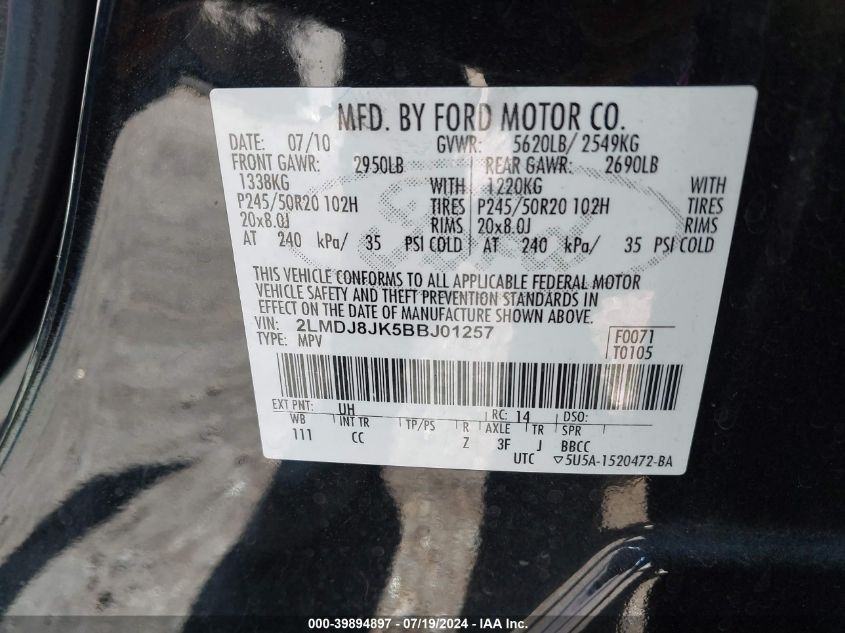 MFD. BY FORD MOTOR CO.
DATE: 07/10 GVWR: 5620LB/ 2549KG
FRONT GAWR: 2950LB REAR GAWR: 2690LB
1338KG WITH 1220KG WITH
P245/50R20 102H TIRES P245/50R20 102H TIRES
20x8.0J RIMS 20x8.0J RIMS
AT 240 kPa/ 35 PSI COLD AT 240 kPa/ 35 PSI COLD
THIS VEHICLE CONFORMS TO ALL APPLICABLE FEDERAL MOTOR
VEHICLE SAFETY AND THEFT PREVENTION STANDARDS IN
EFFECT ON THE DATE OF MANUFACTURE SHOWN ABOVE.
VIN: 2LMDJ8JK5BBJ01257 F0071
TYPE: MPV T0105
EXT PNT: UH RC: 14 DSO:
WB INT TR TP/PS R AXLE TR SPR
111 CC Z 3F J BBCC
UTC ▽5U5A-1520472-BA
000-39894897 - 07/19/2024 - IAA Inc.